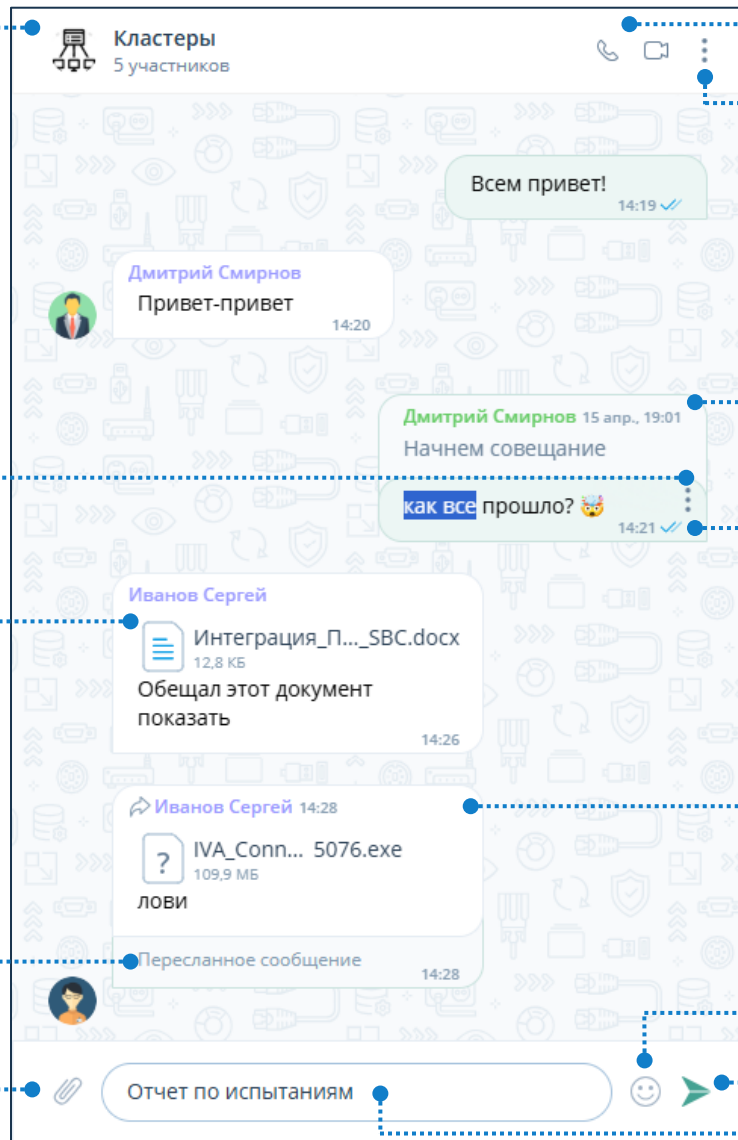 Кластеры
5 участников
Всем привет!
14:19
Дмитрий Смирнов
Привет-привет
14:20
Дмитрий Смирнов 15 апр., 19:01
Начнем совещание
как все прошло? 🤯
14:21
Иванов Сергей
Интеграция_П..._SBC.docx
12,8 КБ
Обещал этот документ
показать
14:26
Иванов Сергей 14:28
? IVA_Conn... 5076.exe
109,9 МБ
лови
Пересланное сообщение
14:28
Отчет по испытаниям